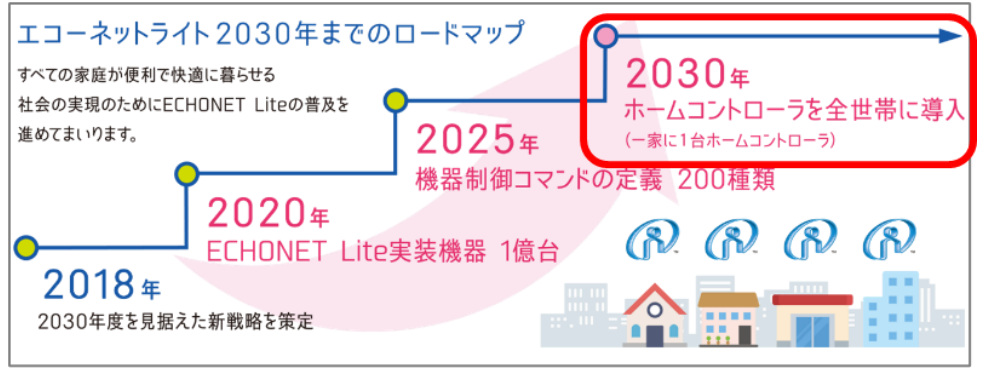 エコーネットライト2030年までのロードマップ
すべての家庭が便利で快適に暮らせる
社会の実現のためにECHONET Liteの普及を
進めてまいります。
2030年
ホームコントローラを全世帯に導入
(一家に1台ホームコントローラ)
2025年
機器制御コマンドの定義 200種類
2020年
ECHONET Lite実装機器 1億台
2018年
2030年度を見据えた新戦略を策定